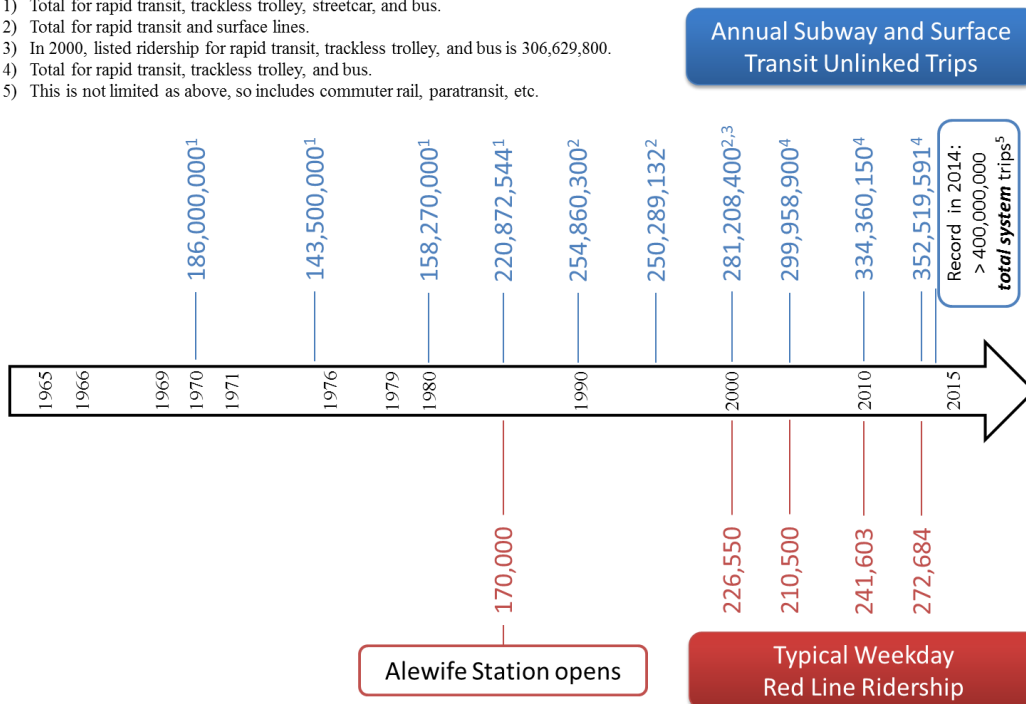 1) Total for rapid transit, trackless trolley, streetcar, and bus.
2) Total for rapid transit and surface lines.
3) In 2000, listed ridership for rapid transit, trackless trolley, and bus is 306,629,800.
4) Total for rapid transit, trackless trolley, and bus.
5) This is not limited as above, so includes commuter rail, paratransit, etc.
Annual Subway and Surface
Transit Unlinked Trips
186,000,000¹
143,500,000¹
158,270,000¹
220,872,544¹
254,860,300²
250,289,132²
281,208,400²,³
299,958,900⁴
334,360,150⁴
352,519,591⁴
Record in 2014:
> 400,000,000
total system trips⁵
1965
1966
1969
1970
1971
1976
1979
1980
1990
2000
2010
2015
170,000
226,550
210,500
241,603
272,684
Alewife Station opens
Typical Weekday
Red Line Ridership